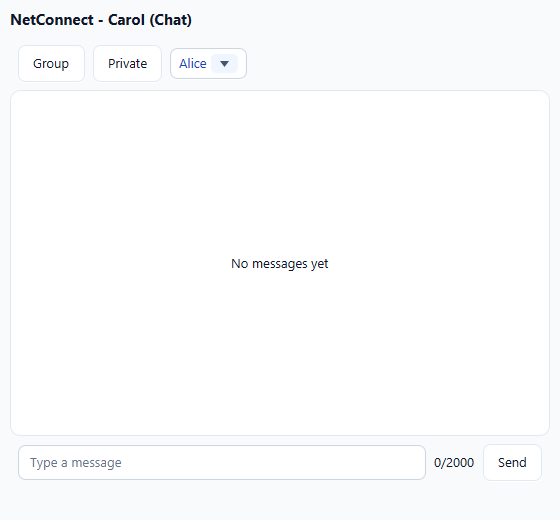 NetConnect - Carol (Chat)
Group Private Alice
No messages yet
Type a message 0/2000 Send